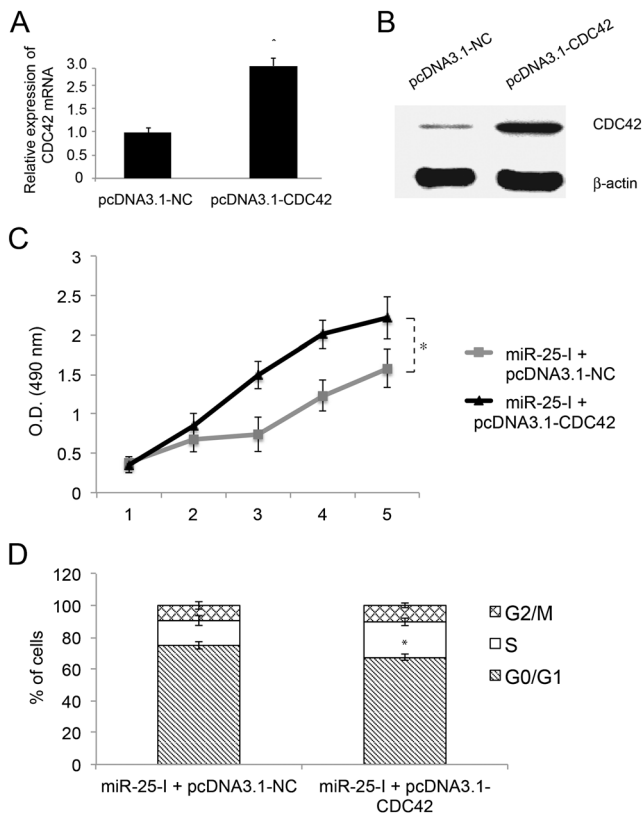 A
Relative expression of
CDC42 mRNA
3.0
2.5
2.0
1.5
1.0
0.5
0
pcDNA3.1-NC
pcDNA3.1-CDC42
B
pcDNA3.1-NC
pcDNA3.1-CDC42
CDC42
β-actin
C
O.D. (490 nm)
3
2.5
2
1.5
1
0.5
0
1 2 3 4 5
*
miR-25-I +
pcDNA3.1-NC
miR-25-I +
pcDNA3.1-CDC42
D
% of cells
120
100
80
60
40
20
0
*
miR-25-I + pcDNA3.1-NC
miR-25-I + pcDNA3.1-
CDC42
G2/M
S
G0/G1